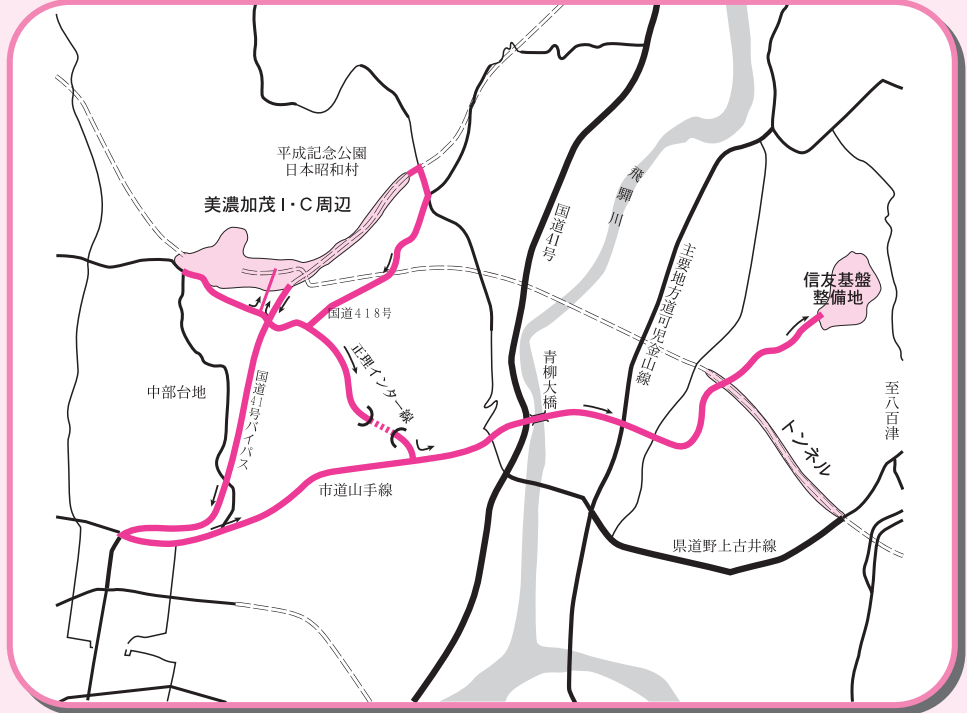 平成記念公園
日本昭和村
美濃加茂I・C周辺
飛騨川
国道41号
主要地方道可児金山線
信友基盤
整備地
国道418号
正理インター線
青柳大橋
中部台地
国道41号バイパス
至八百津
トンネル
市道山手線
県道野上古井線